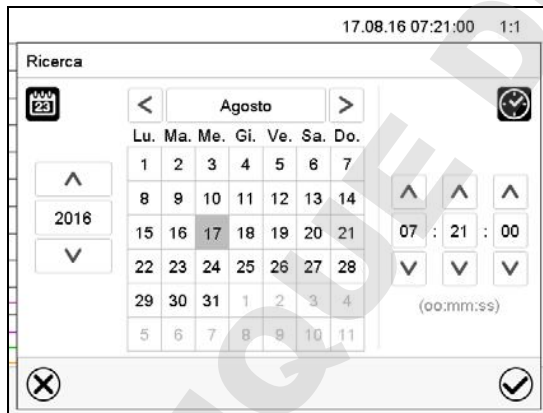 17.08.16 07:21:00 1:1
Ricerca
23
< Agosto >
Lu. Ma. Me. Gi. Ve. Sa. Do.
1 2 3 4 5 6 7
8 9 10 11 12 13 14
2016
15 16 17 18 19 20 21
07 : 21 : 00
22 23 24 25 26 27 28
29 30 31 1 2 3 4
(oo:mm:ss)
5 6 7 8 9 10 11